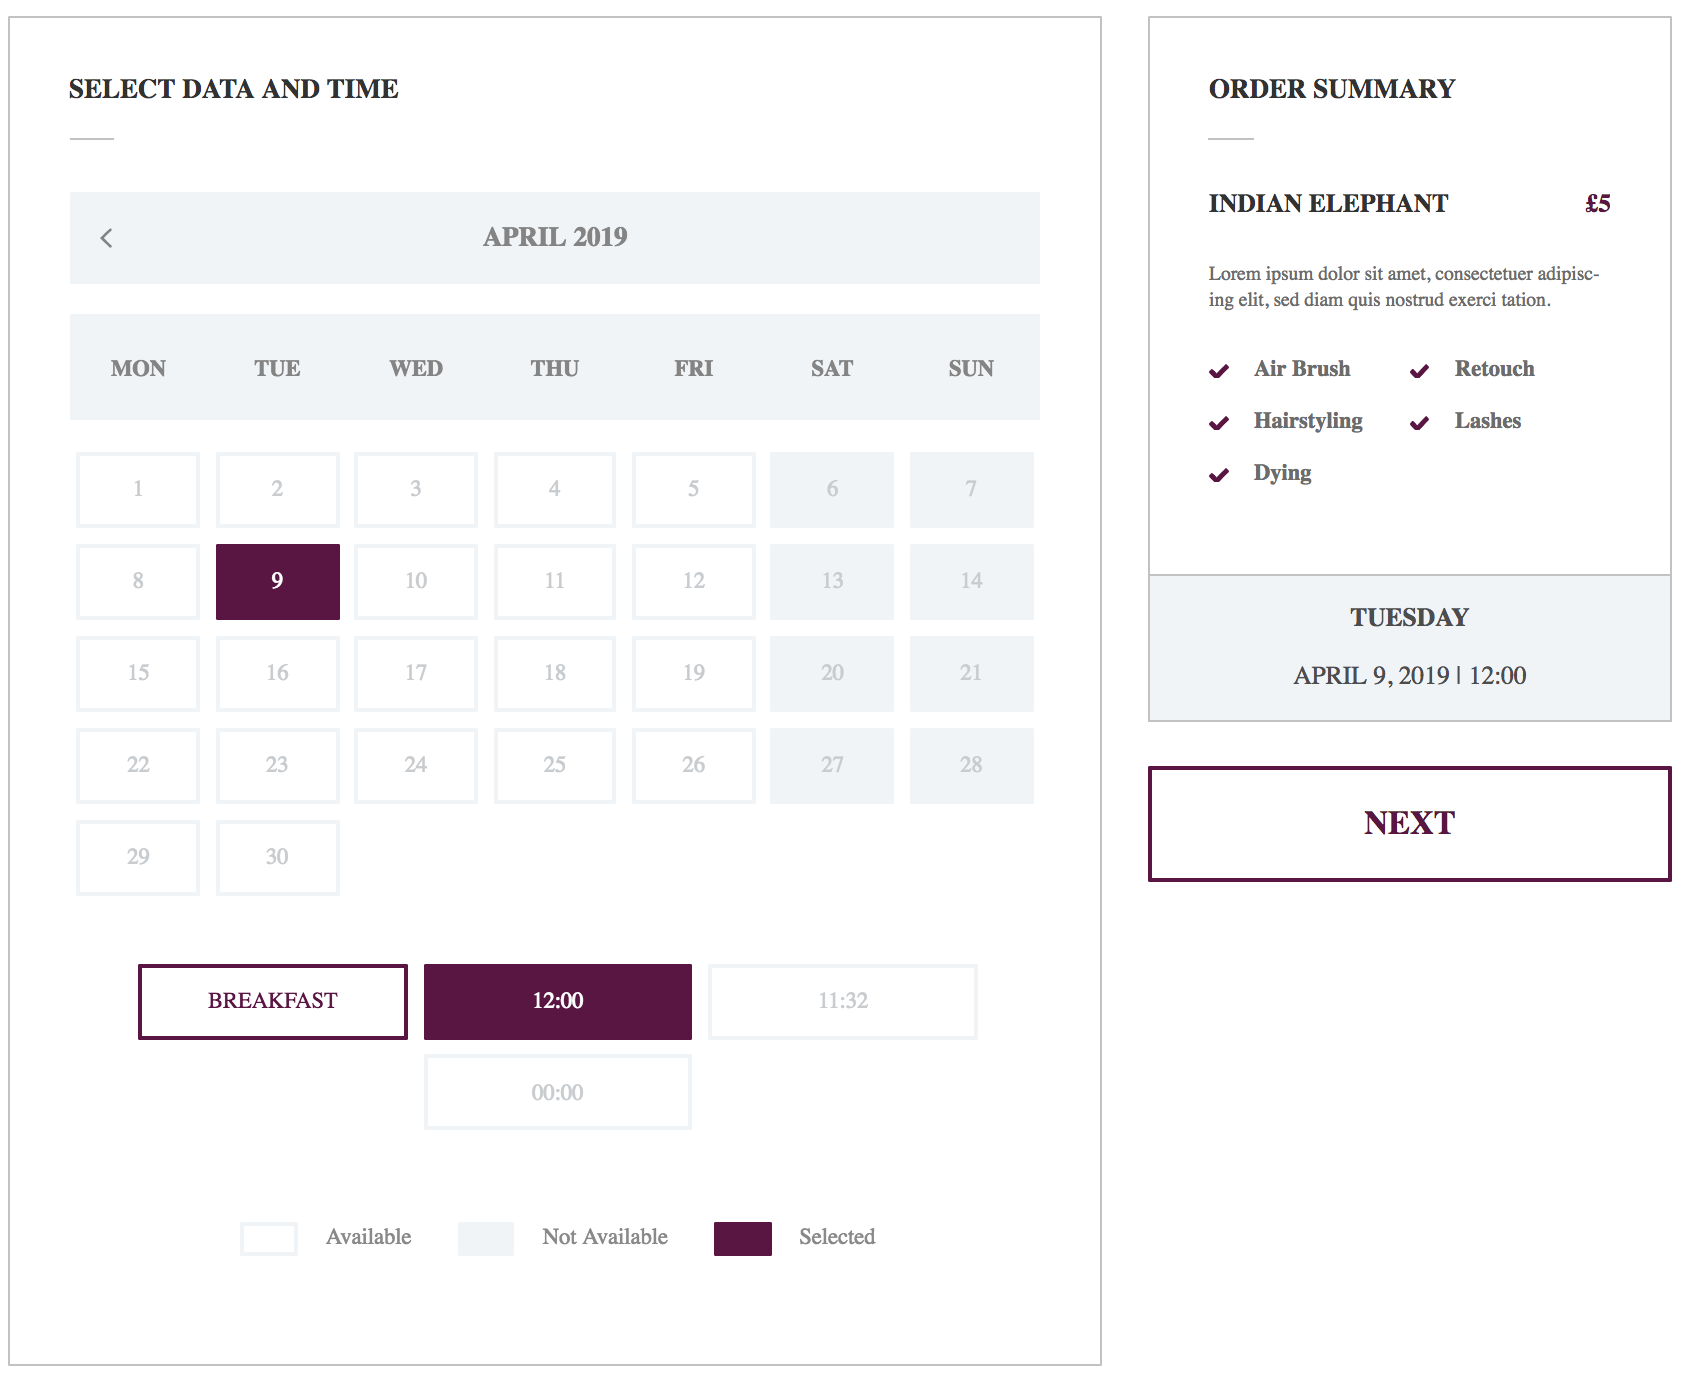 SELECT DATA AND TIME
APRIL 2019
MON TUE WED THU FRI SAT SUN
1 2 3 4 5 6 7
8 9 10 11 12 13 14
15 16 17 18 19 20 21
22 23 24 25 26 27 28
29 30
BREAKFAST 12:00 11:32
00:00
Available Not Available Selected
ORDER SUMMARY
INDIAN ELEPHANT £5
Lorem ipsum dolor sit amet, consectetuer adipisc-
ing elit, sed diam quis nostrud exerci tation.
Air Brush Retouch
Hairstyling Lashes
Dying
TUESDAY
APRIL 9, 2019 | 12:00
NEXT